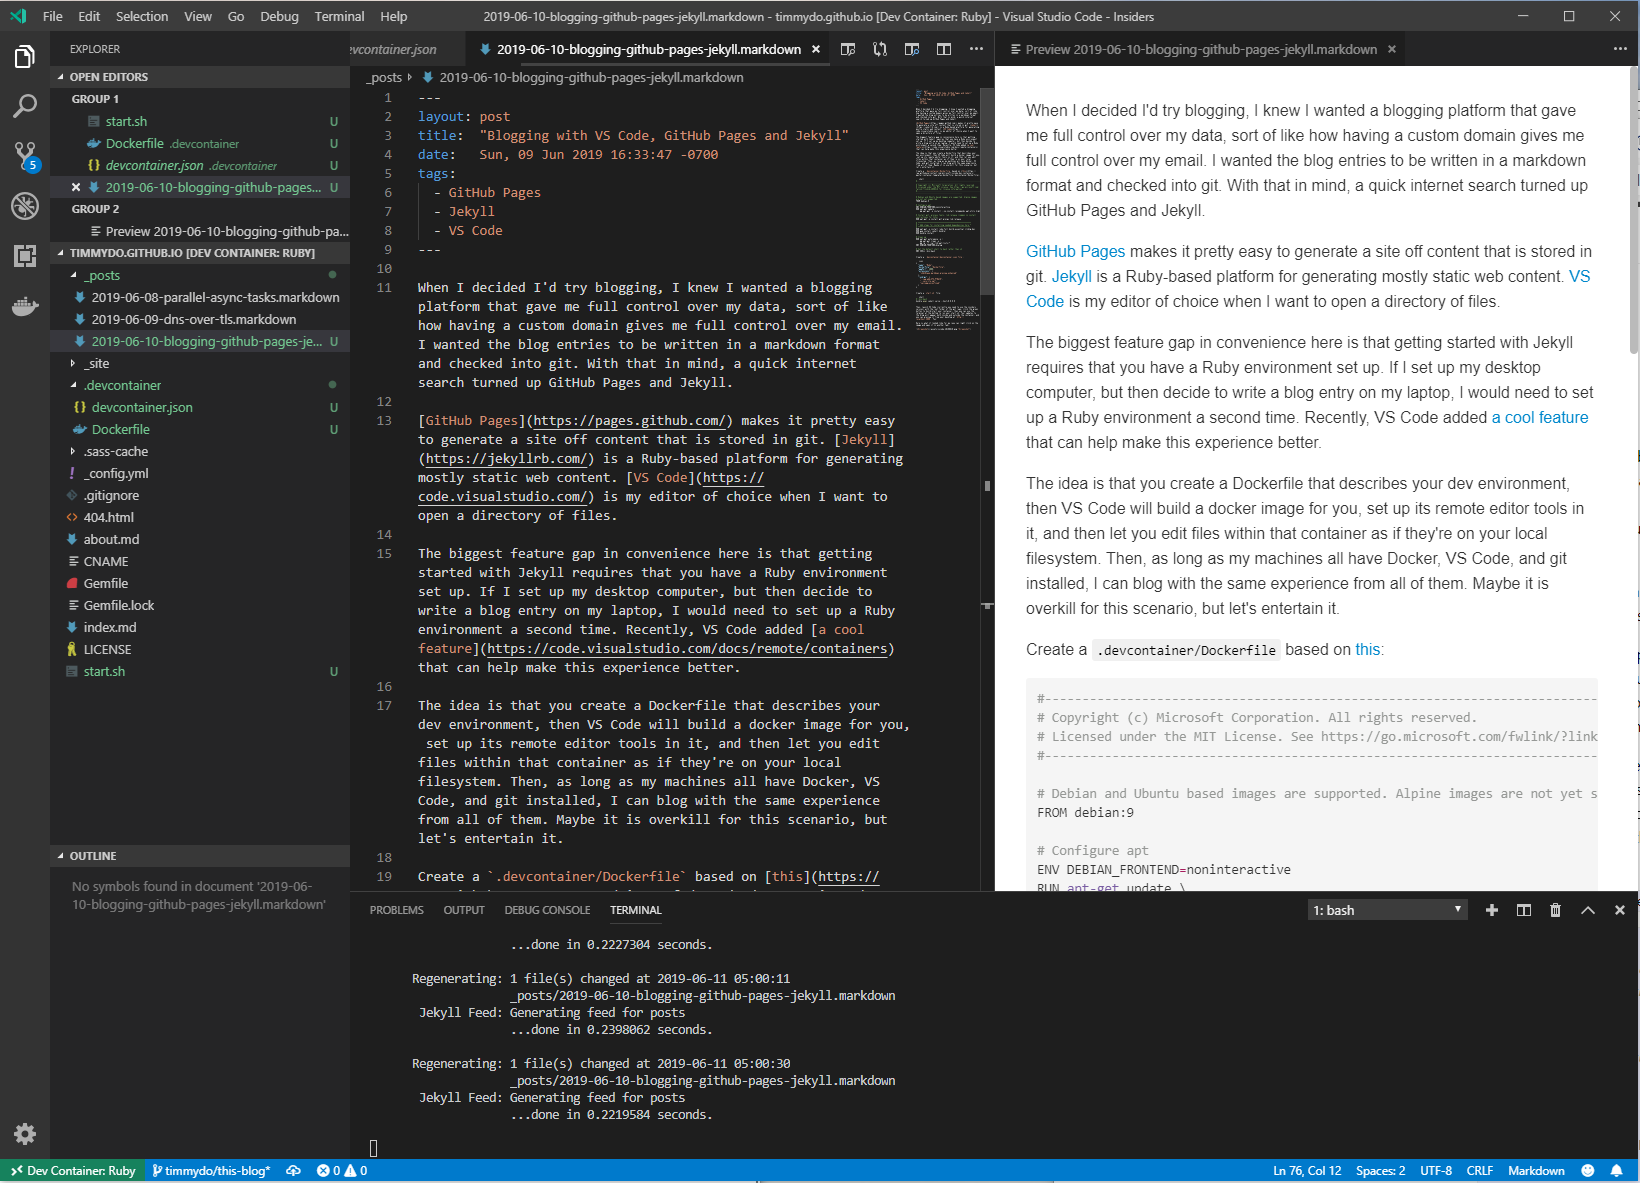 File Edit Selection View Go Debug Terminal Help
2019-06-10-blogging-github-pages-jekyll.markdown - timmydo.github.io [Dev Container: Ruby] - Visual Studio Code - Insiders
EXPLORER
OPEN EDITORS
GROUP 1
start.sh U
Dockerfile .devcontainer U
{} devcontainer.json .devcontainer U
2019-06-10-blogging-github-pages... U
GROUP 2
Preview 2019-06-10-blogging-github-pa...
TIMMYDO.GITHUB.IO [DEV CONTAINER: RUBY]
_posts
2019-06-08-parallel-async-tasks.markdown
2019-06-09-dns-over-tls.markdown
2019-06-10-blogging-github-pages-je... U
_site
.devcontainer
{} devcontainer.json U
Dockerfile U
.sass-cache
! _config.yml
.gitignore
<> 404.html
about.md
CNAME
Gemfile
Gemfile.lock
index.md
LICENSE
start.sh U
OUTLINE
No symbols found in document '2019-06-
10-blogging-github-pages-jekyll.markdown'
5
evcontainer.json
2019-06-10-blogging-github-pages-jekyll.markdown
_posts 2019-06-10-blogging-github-pages-jekyll.markdown
1 ---
2 layout: post
3 title: "Blogging with VS Code, GitHub Pages and Jekyll"
4 date: Sun, 09 Jun 2019 16:33:47 -0700
5 tags:
6 - GitHub Pages
7 - Jekyll
8 - VS Code
9 ---
10
11 When I decided I'd try blogging, I knew I wanted a blogging
platform that gave me full control over my data, sort of like
how having a custom domain gives me full control over my email.
I wanted the blog entries to be written in a markdown format
and checked into git. With that in mind, a quick internet
search turned up GitHub Pages and Jekyll.
12
13 [GitHub Pages](https://pages.github.com/) makes it pretty easy
to generate a site off content that is stored in git. [Jekyll]
(https://jekyllrb.com/) is a Ruby-based platform for generating
mostly static web content. [VS Code](https://
code.visualstudio.com/) is my editor of choice when I want to
open a directory of files.
14
15 The biggest feature gap in convenience here is that getting
started with Jekyll requires that you have a Ruby environment
set up. If I set up my desktop computer, but then decide to
write a blog entry on my laptop, I would need to set up a Ruby
environment a second time. Recently, VS Code added [a cool
feature](https://code.visualstudio.com/docs/remote/containers)
that can help make this experience better.
16
17 The idea is that you create a Dockerfile that describes your
dev environment, then VS Code will build a docker image for you,
set up its remote editor tools in it, and then let you edit
files within that container as if they're on your local
filesystem. Then, as long as my machines all have Docker, VS
Code, and git installed, I can blog with the same experience
from all of them. Maybe it is overkill for this scenario, but
let's entertain it.
18
19 Create a `.devcontainer/Dockerfile` based on [this](https://
Preview 2019-06-10-blogging-github-pages-jekyll.markdown
When I decided I'd try blogging, I knew I wanted a blogging platform that gave
me full control over my data, sort of like how having a custom domain gives me
full control over my email. I wanted the blog entries to be written in a markdown
format and checked into git. With that in mind, a quick internet search turned up
GitHub Pages and Jekyll.
GitHub Pages makes it pretty easy to generate a site off content that is stored in
git. Jekyll is a Ruby-based platform for generating mostly static web content. VS
Code is my editor of choice when I want to open a directory of files.
The biggest feature gap in convenience here is that getting started with Jekyll
requires that you have a Ruby environment set up. If I set up my desktop
computer, but then decide to write a blog entry on my laptop, I would need to set
up a Ruby environment a second time. Recently, VS Code added a cool feature
that can help make this experience better.
The idea is that you create a Dockerfile that describes your dev environment,
then VS Code will build a docker image for you, set up its remote editor tools in
it, and then let you edit files within that container as if they're on your local
filesystem. Then, as long as my machines all have Docker, VS Code, and git
installed, I can blog with the same experience from all of them. Maybe it is
overkill for this scenario, but let's entertain it.
Create a .devcontainer/Dockerfile based on this:
#--------------------------------------------------------------------------
# Copyright (c) Microsoft Corporation. All rights reserved.
# Licensed under the MIT License. See https://go.microsoft.com/fwlink/?link
#--------------------------------------------------------------------------
# Debian and Ubuntu based images are supported. Alpine images are not yet s
FROM debian:9
# Configure apt
ENV DEBIAN_FRONTEND=noninteractive
RUN apt-get update \
PROBLEMS OUTPUT DEBUG CONSOLE TERMINAL 1: bash
...done in 0.2227304 seconds.
Regenerating: 1 file(s) changed at 2019-06-11 05:00:11
_posts/2019-06-10-blogging-github-pages-jekyll.markdown
Jekyll Feed: Generating feed for posts
...done in 0.2398062 seconds.
Regenerating: 1 file(s) changed at 2019-06-11 05:00:30
_posts/2019-06-10-blogging-github-pages-jekyll.markdown
Jekyll Feed: Generating feed for posts
...done in 0.2219584 seconds.
Dev Container: Ruby timmydo/this-blog* 0 0 Ln 76, Col 12 Spaces: 2 UTF-8 CRLF Markdown